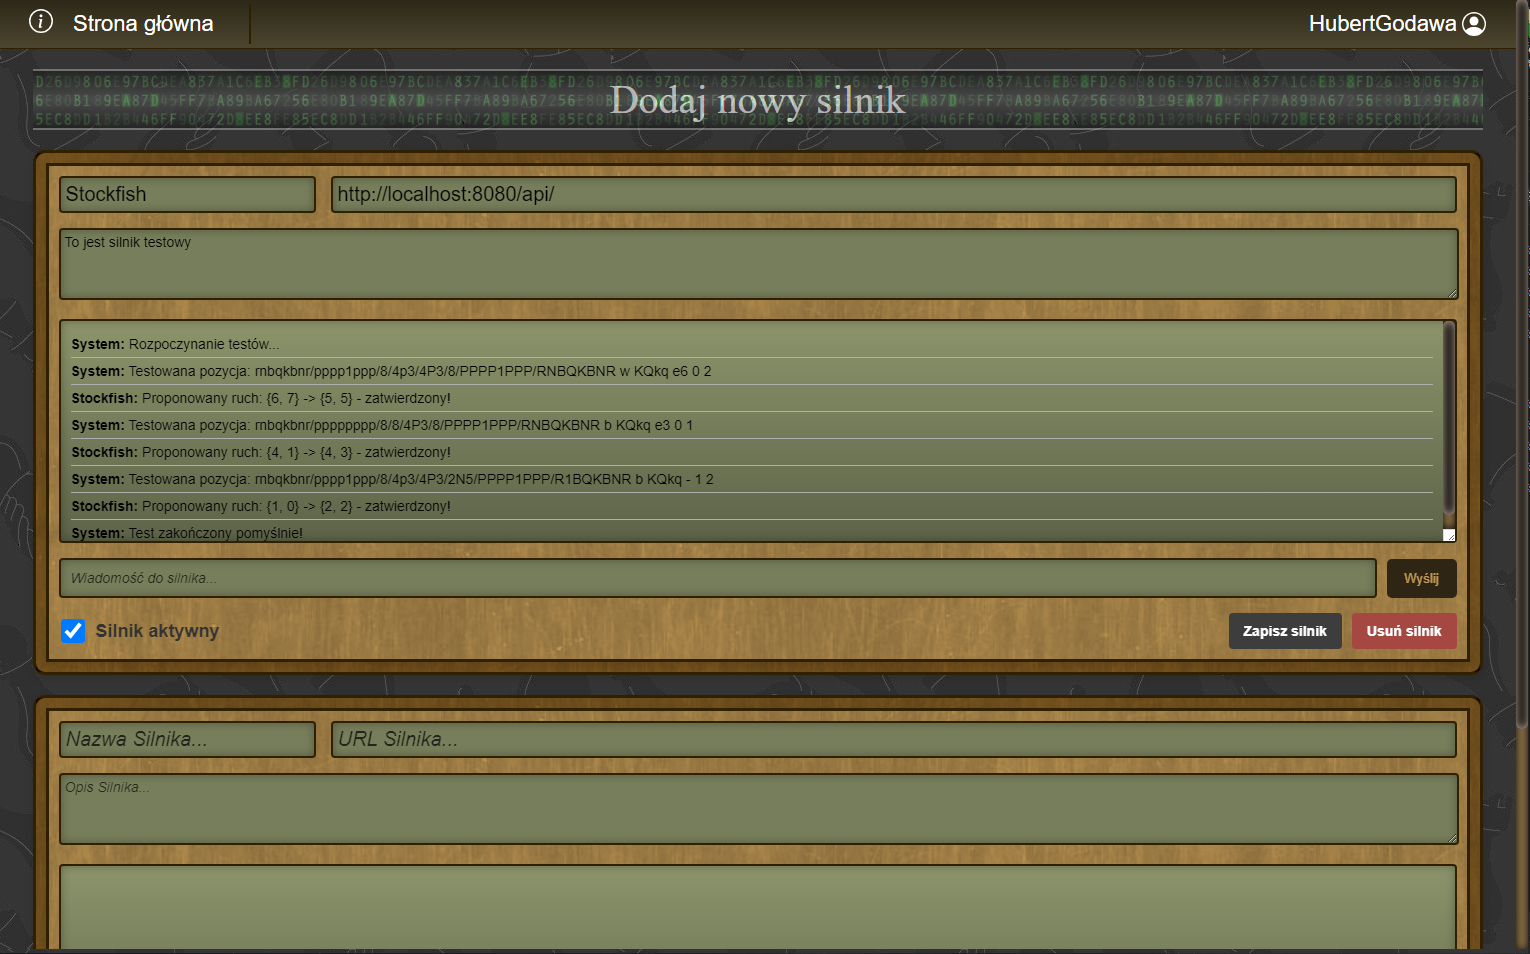 Strona główna
HubertGodawa
Dodaj nowy silnik
Stockfish
http://localhost:8080/api/
To jest silnik testowy
System: Rozpoczynanie testów...
System: Testowana pozycja: rnbqkbnr/pppp1ppp/8/4p3/4P3/8/PPPP1PPP/RNBQKBNR w KQkq e6 0 2
Stockfish: Proponowany ruch: {6, 7} -> {5, 5} - zatwierdzony!
System: Testowana pozycja: rnbqkbnr/pppppppp/8/8/4P3/8/PPPP1PPP/RNBQKBNR b KQkq e3 0 1
Stockfish: Proponowany ruch: {4, 1} -> {4, 3} - zatwierdzony!
System: Testowana pozycja: rnbqkbnr/pppp1ppp/8/4p3/4P3/2N5/PPPP1PPP/R1BQKBNR b KQkq - 1 2
Stockfish: Proponowany ruch: {1, 0} -> {2, 2} - zatwierdzony!
System: Test zakończony pomyślnie!
Wiadomość do silnika...
Wyślij
Silnik aktywny
Zapisz silnik
Usuń silnik
Nazwa Silnika...
URL Silnika...
Opis Silnika...